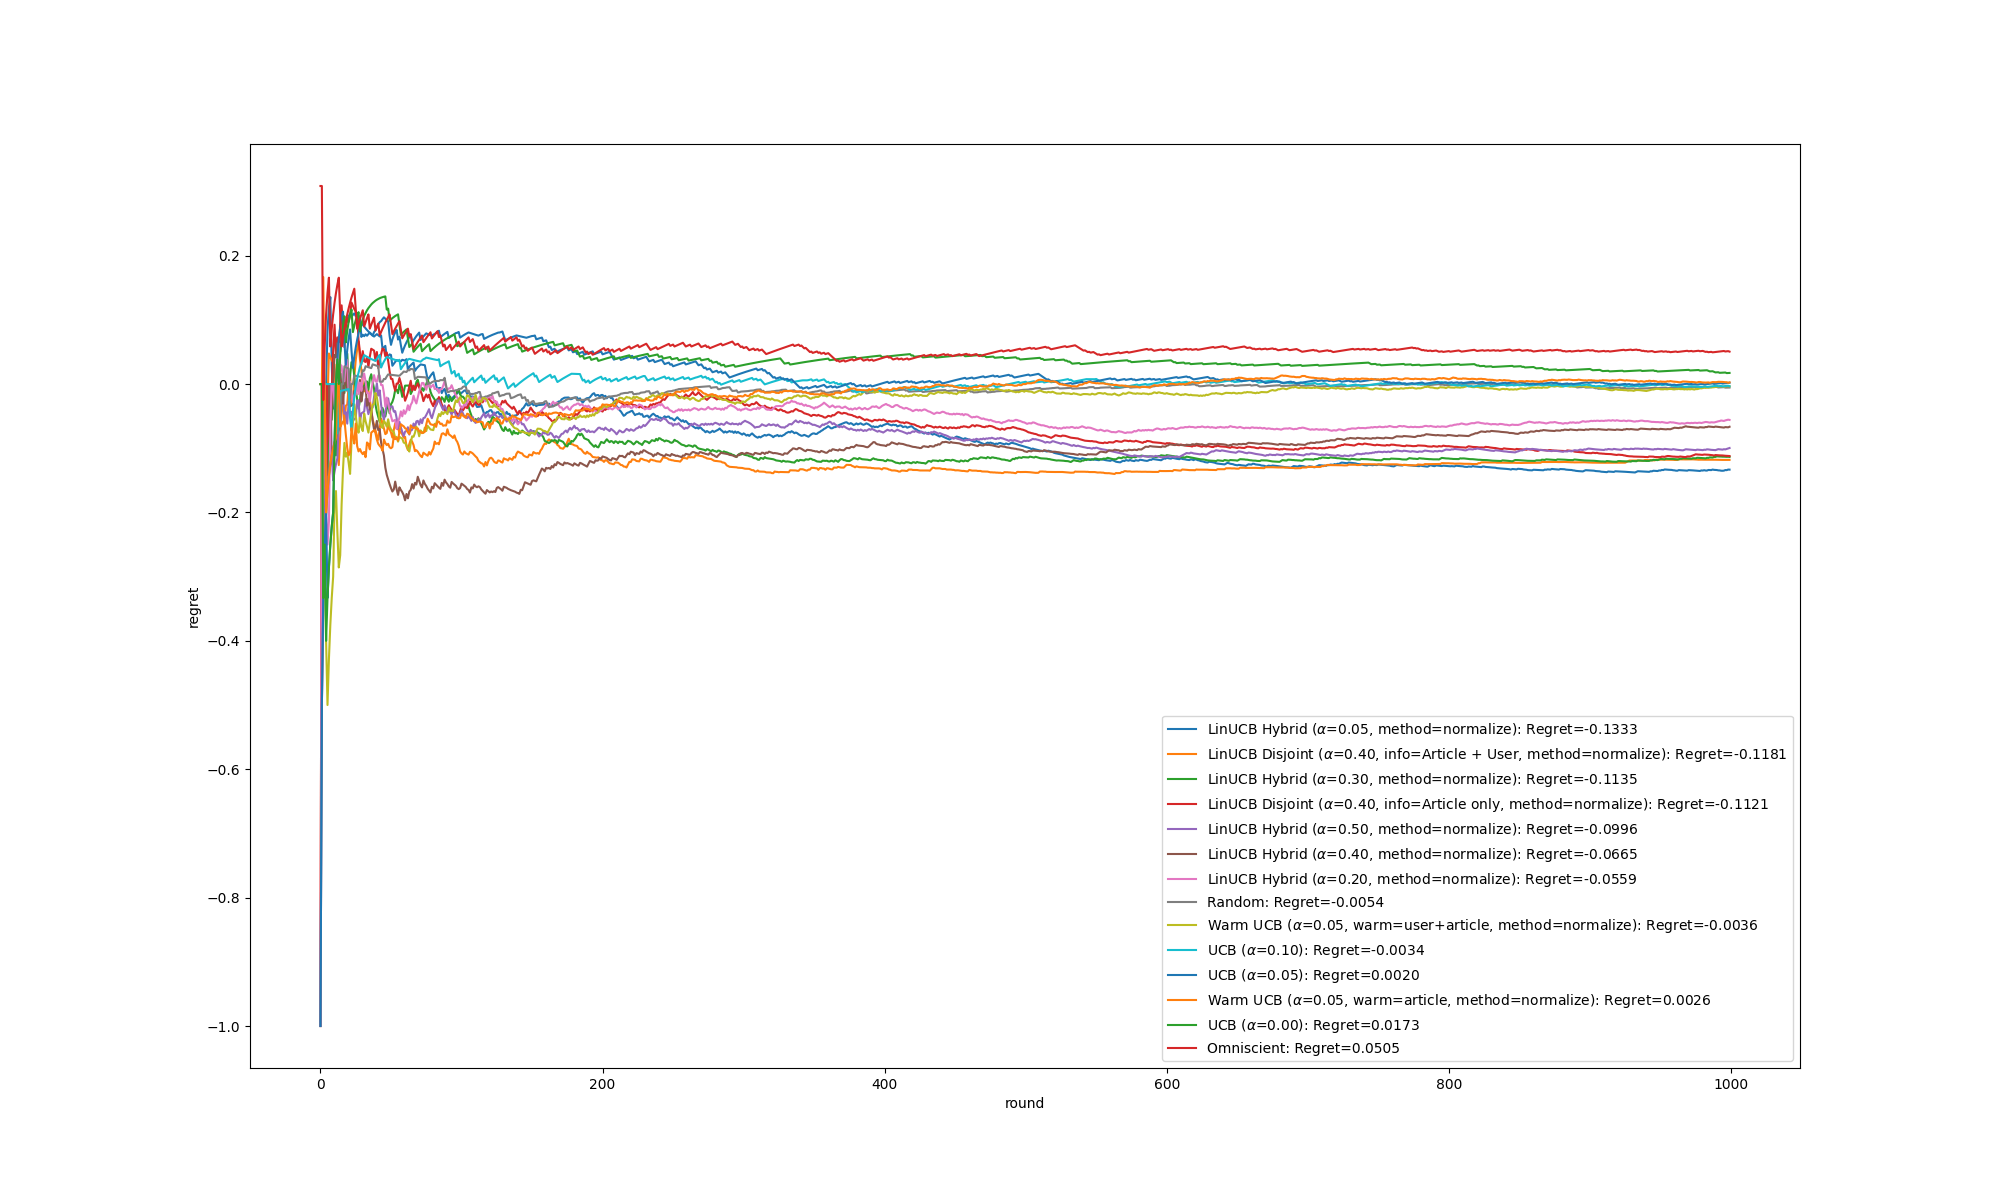 0.2
0.0
−0.2
−0.4
−0.6
−0.8
−1.0
regret
0 200 400 600 800 1000
round
LinUCB Hybrid (α=0.05, method=normalize): Regret=-0.1333
LinUCB Disjoint (α=0.40, info=Article + User, method=normalize): Regret=-0.1181
LinUCB Hybrid (α=0.30, method=normalize): Regret=-0.1135
LinUCB Disjoint (α=0.40, info=Article only, method=normalize): Regret=-0.1121
LinUCB Hybrid (α=0.50, method=normalize): Regret=-0.0996
LinUCB Hybrid (α=0.40, method=normalize): Regret=-0.0665
LinUCB Hybrid (α=0.20, method=normalize): Regret=-0.0559
Random: Regret=-0.0054
Warm UCB (α=0.05, warm=user+article, method=normalize): Regret=-0.0036
UCB (α=0.10): Regret=-0.0034
UCB (α=0.05): Regret=0.0020
Warm UCB (α=0.05, warm=article, method=normalize): Regret=0.0026
UCB (α=0.00): Regret=0.0173
Omniscient: Regret=0.0505